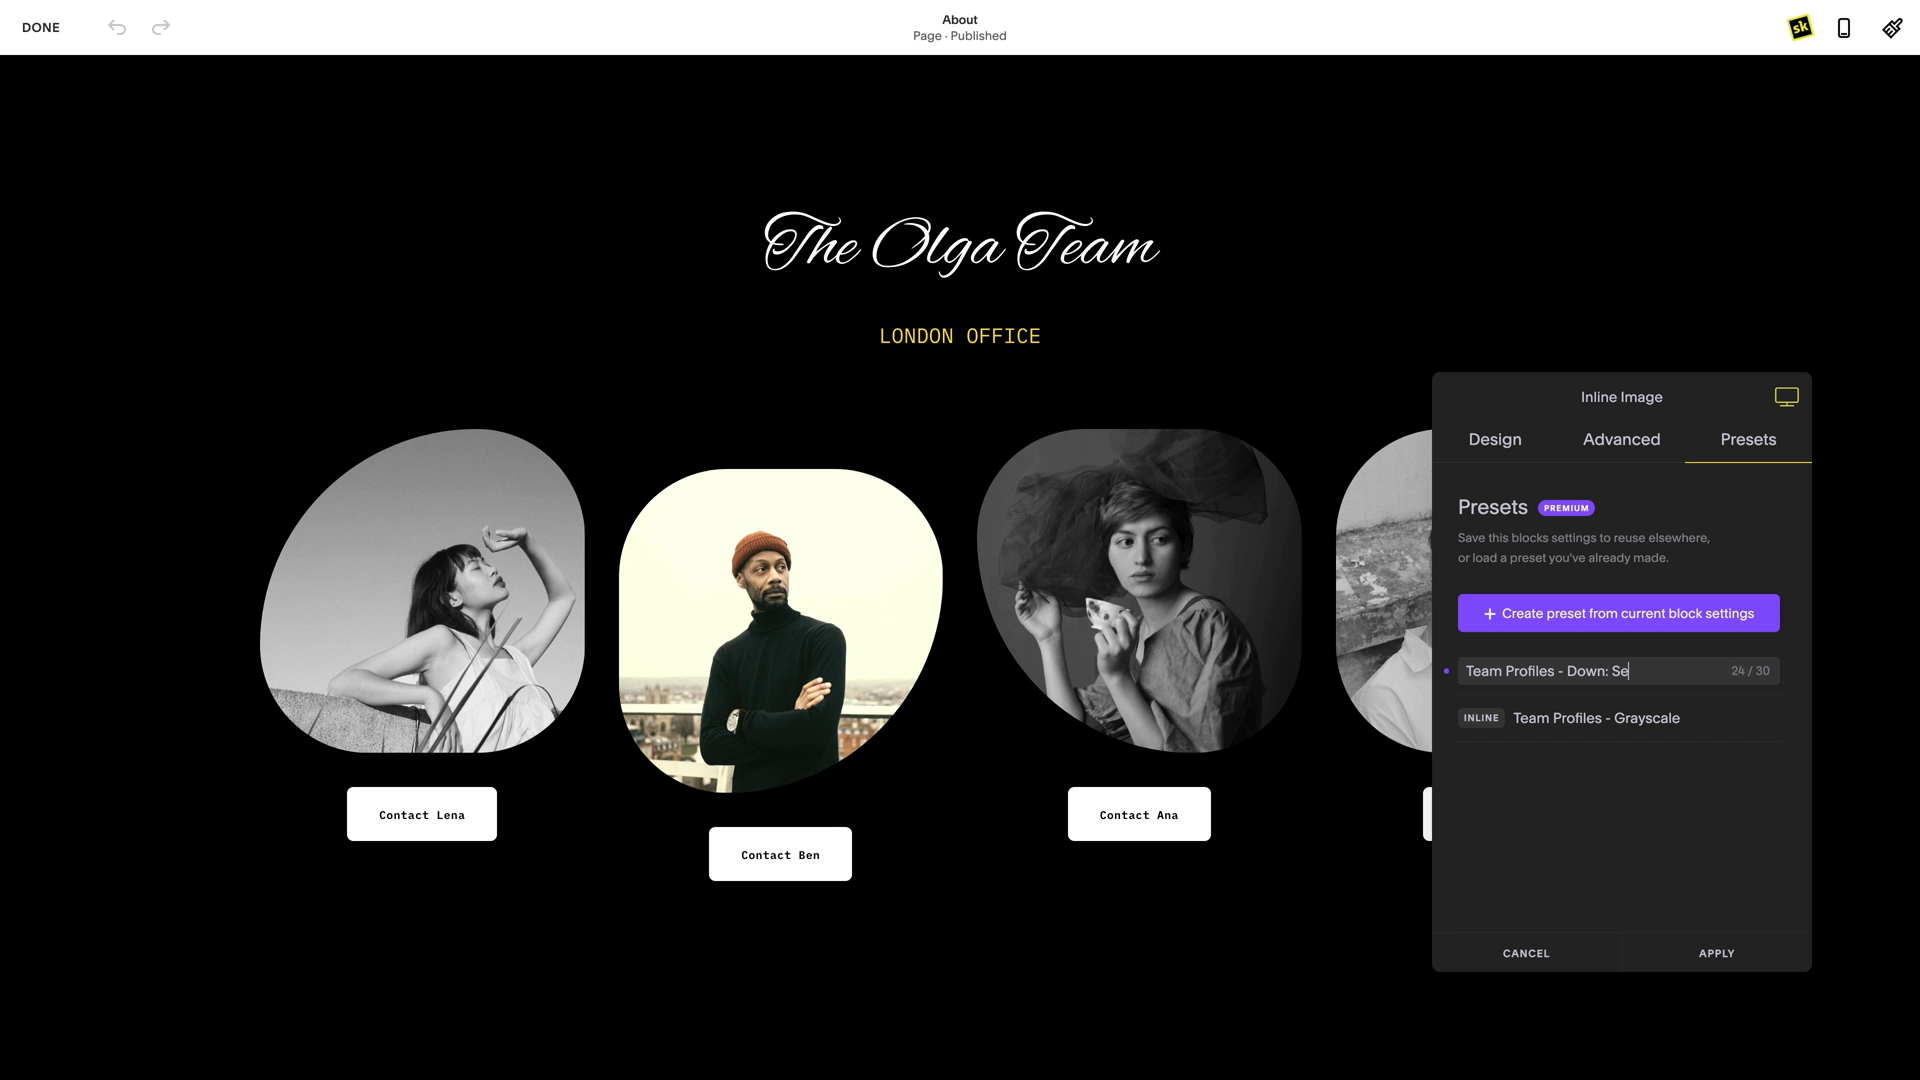 DONE
About
Page · Published
sk
The Olga Team
LONDON OFFICE
Contact Lena
Contact Ben
Contact Ana
Inline Image
Design
Advanced
Presets
Presets PREMIUM
Save this blocks settings to reuse elsewhere,
or load a preset you've already made.
+ Create preset from current block settings
Team Profiles - Down: Se 24 / 30
INLINE Team Profiles - Grayscale
CANCEL
APPLY